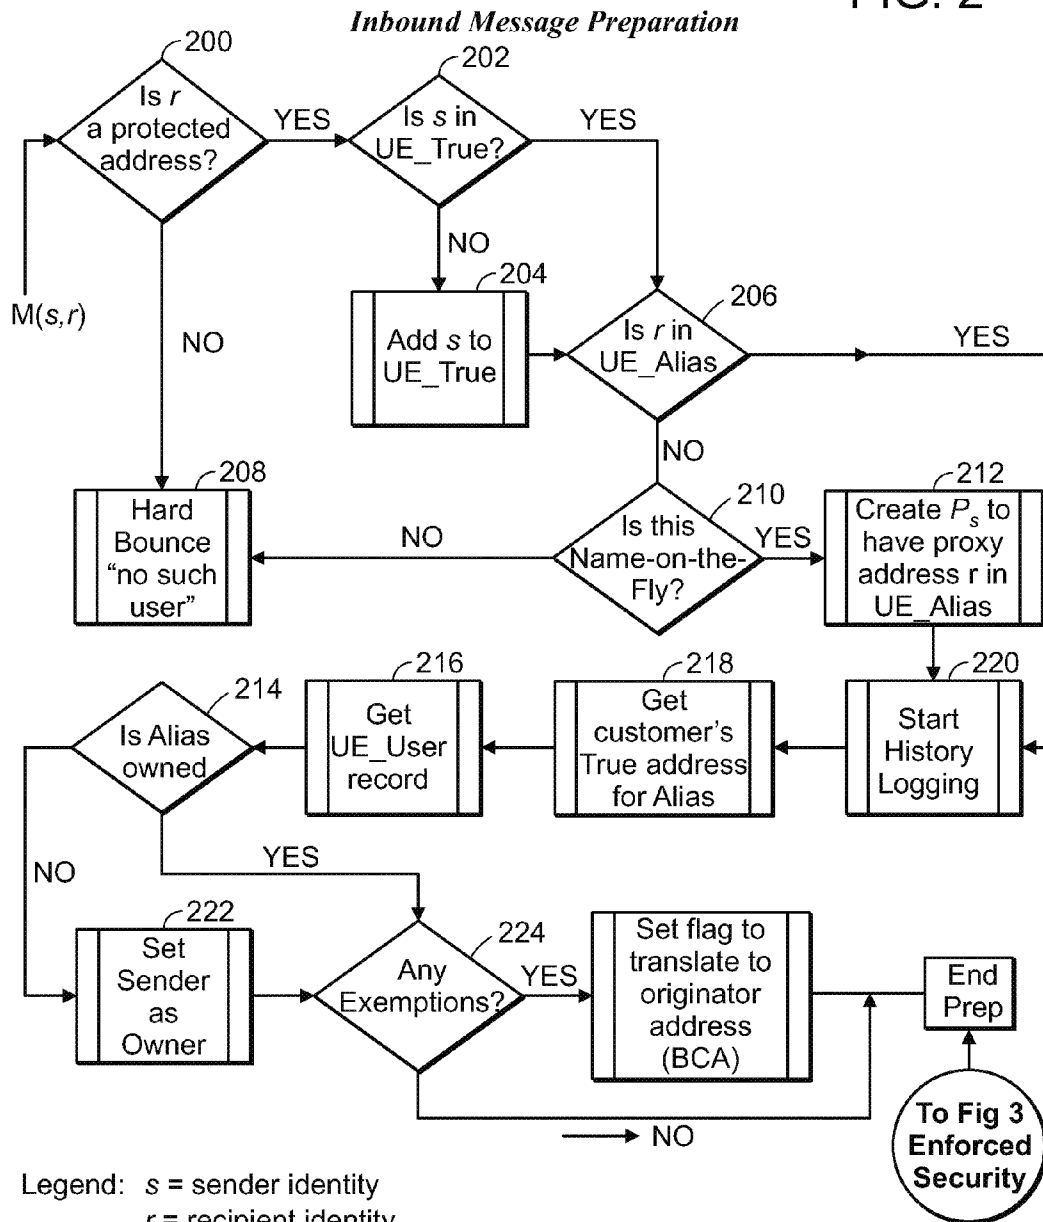 FIG. 2
Inbound Message Preparation
200
Is r
a protected
address?
YES
202
Is s in
UE_True?
YES
M(s,r)
NO
NO
204
Add s to
UE_True
206
Is r in
UE_Alias
YES
NO
208
Hard
Bounce
“no such
user”
NO
210
Is this
Name-on-the-
Fly?
YES
212
Create Ps to
have proxy
address r in
UE_Alias
214
Is Alias
owned
216
Get
UE_User
record
218
Get
customer’s
True address
for Alias
220
Start
History
Logging
NO
YES
222
Set
Sender
as
Owner
224
Any
Exemptions?
YES
Set flag to
translate to
originator
address
(BCA)
End
Prep
NO
To Fig 3
Enforced
Security
Legend: s = sender identity
r = recipient identity